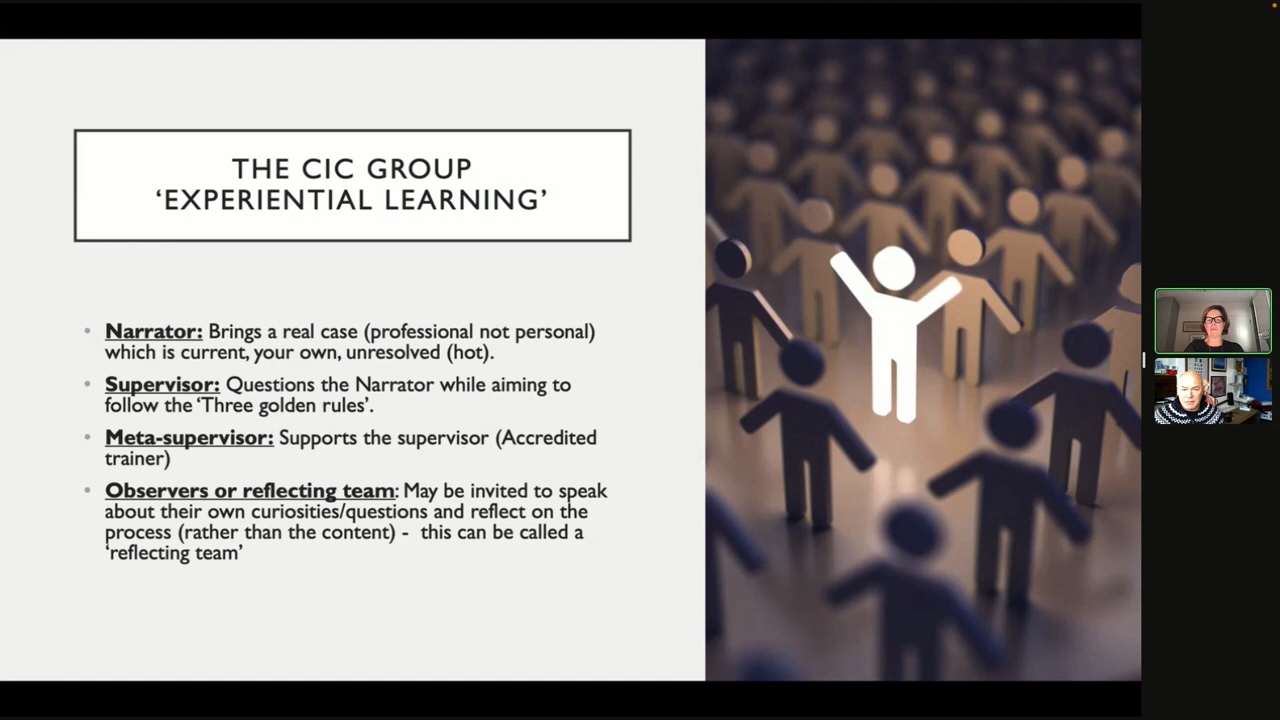 THE CIC GROUP
‘EXPERIENTIAL LEARNING’
• Narrator: Brings a real case (professional not personal)
which is current, your own, unresolved (hot).
• Supervisor: Questions the Narrator while aiming to
follow the ‘Three golden rules’.
• Meta-supervisor: Supports the supervisor (Accredited
trainer)
• Observers or reflecting team: May be invited to speak
about their own curiosities/questions and reflect on the
process (rather than the content) - this can be called a
‘reflecting team’